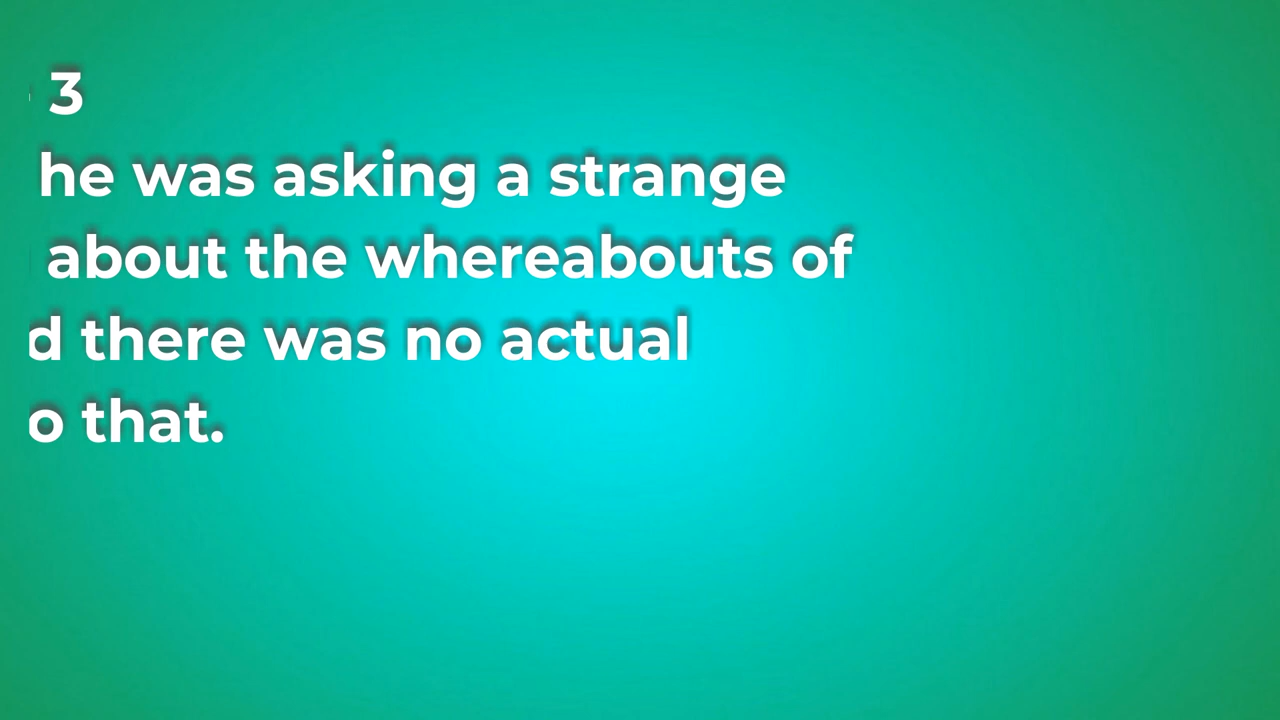 3
he was asking a strange
about the whereabouts of
d there was no actual
o that.